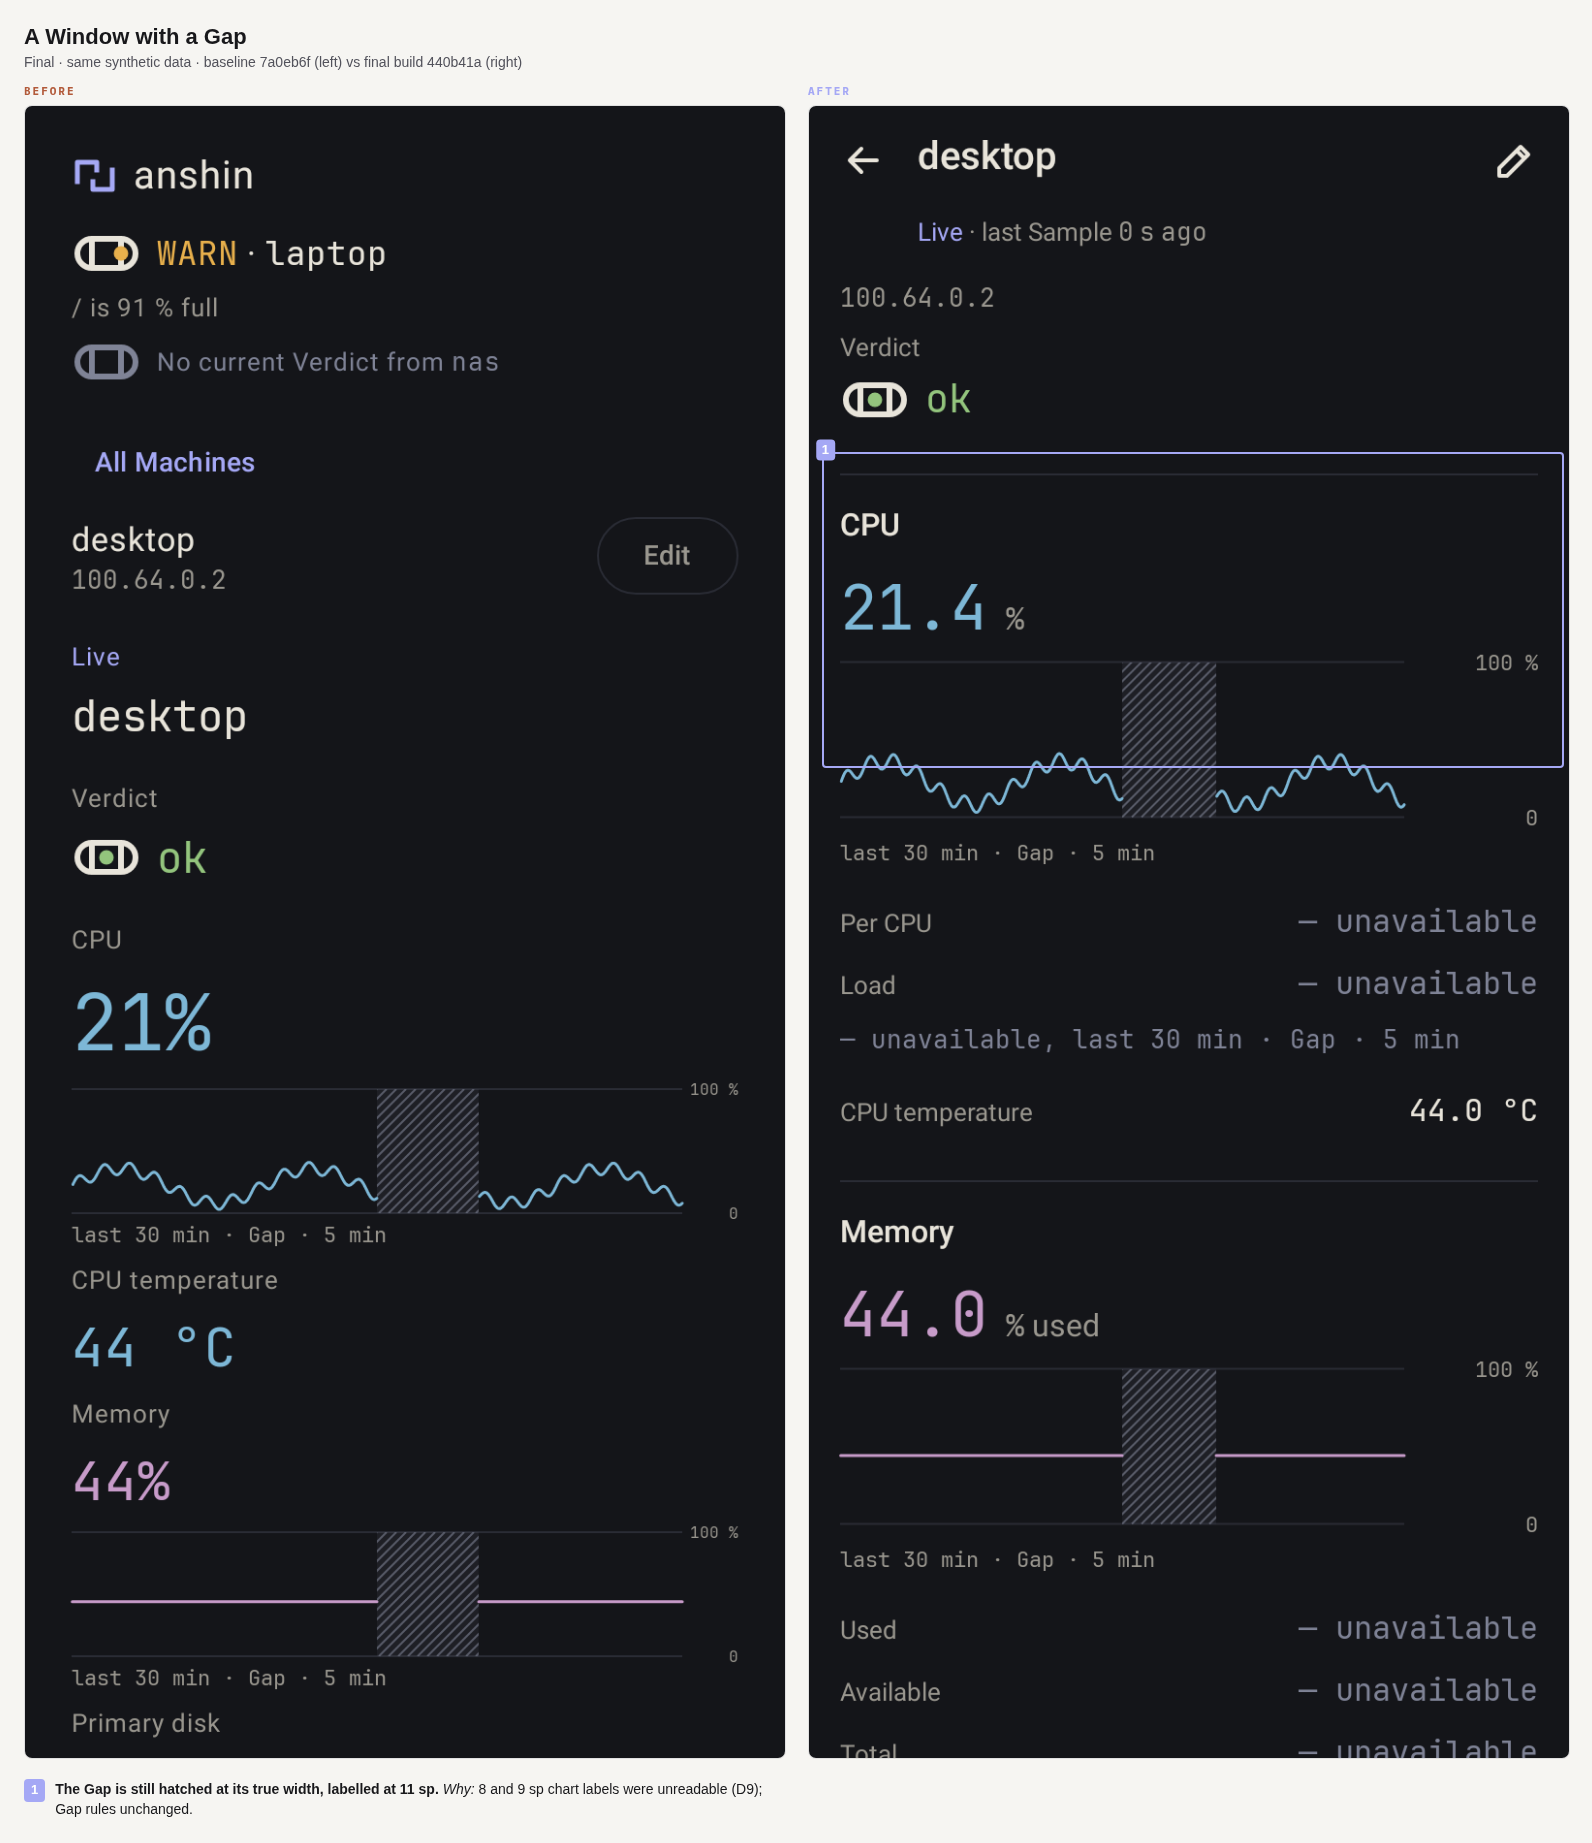 A Window with a Gap
Final · same synthetic data · baseline 7a0eb6f (left) vs final build 440b41a (right)
BEFORE
anshin
WARN · laptop
/ is 91 % full
No current Verdict from nas
All Machines
desktop
100.64.0.2
Edit
Live
desktop
Verdict
ok
CPU
21%
100 %
0
last 30 min · Gap · 5 min
CPU temperature
44 °C
Memory
44%
100 %
0
last 30 min · Gap · 5 min
Primary disk
AFTER
desktop
Live · last Sample 0 s ago
100.64.0.2
Verdict
ok
1
CPU
21.4 %
100 %
0
last 30 min · Gap · 5 min
Per CPU — unavailable
Load — unavailable
— unavailable, last 30 min · Gap · 5 min
CPU temperature 44.0 °C
Memory
44.0 % used
100 %
0
last 30 min · Gap · 5 min
Used — unavailable
Available — unavailable
Total — unavailable
1 The Gap is still hatched at its true width, labelled at 11 sp. Why: 8 and 9 sp chart labels were unreadable (D9);
Gap rules unchanged.